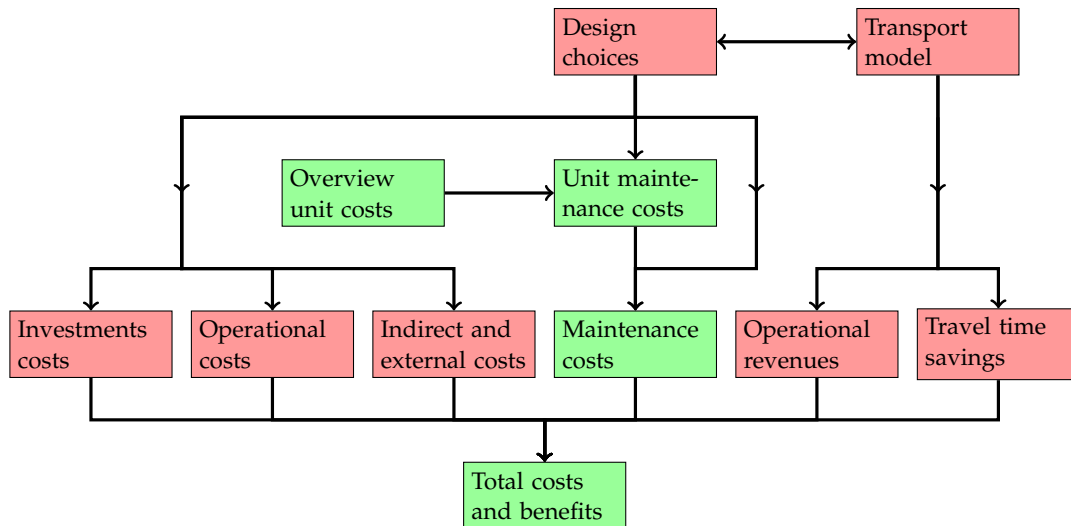 Design
choices
Transport
model
Overview
unit costs
Unit mainte-
nance costs
Investments
costs
Operational
costs
Indirect and
external costs
Maintenance
costs
Operational
revenues
Travel time
savings
Total costs
and benefits